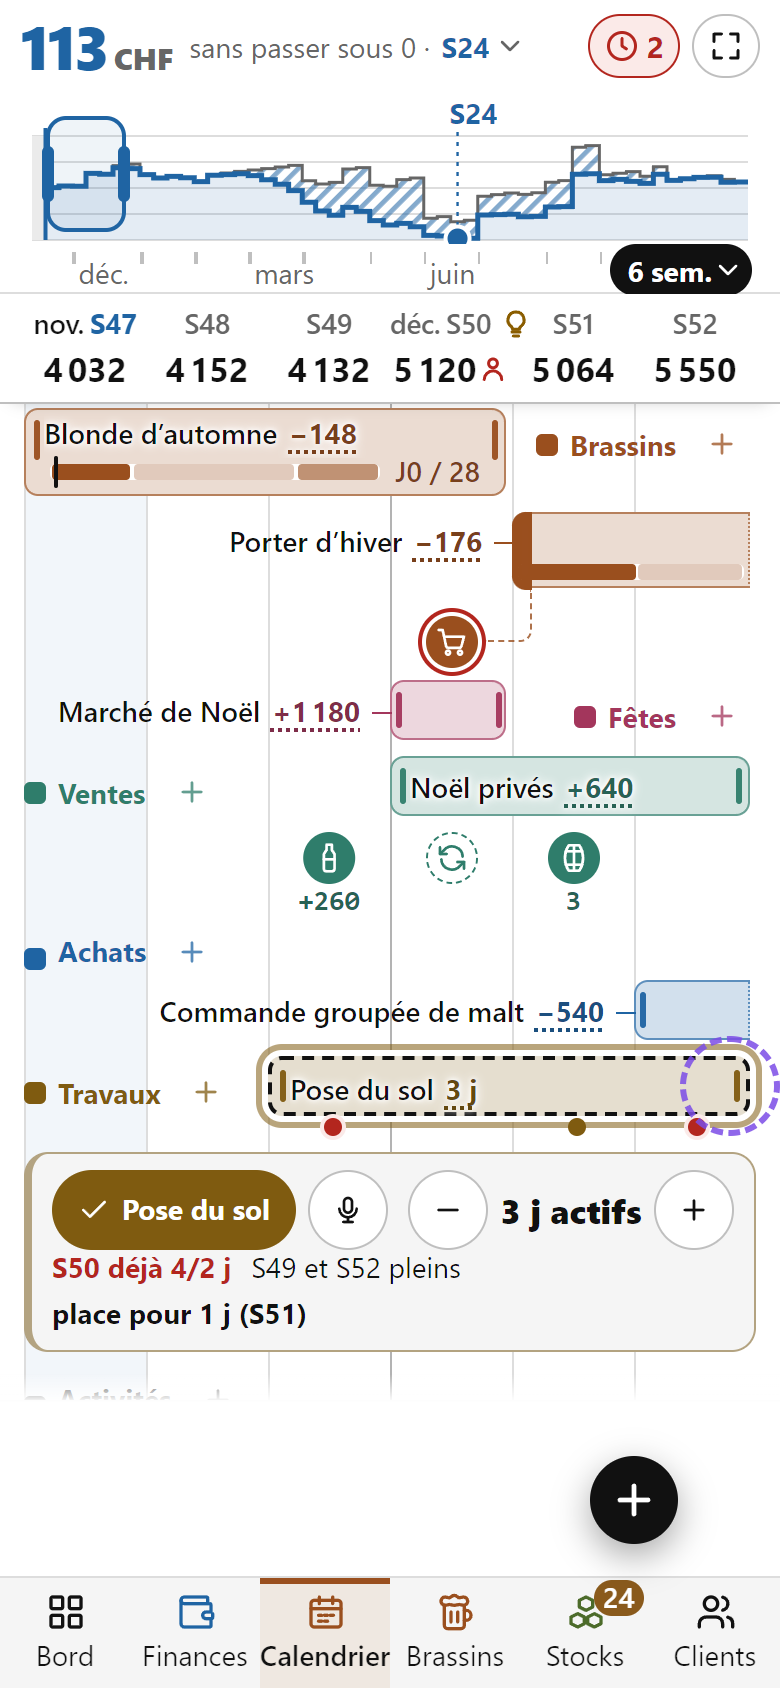 113 CHF sans passer sous 0 · S24
2
S24
déc. mars juin
6 sem.
nov. S47 S48 S49 déc. S50 S51 S52
4 032 4 152 4 132 5 120 5 064 5 550
Blonde d’automne −148
J0 / 28
Brassins +
Porter d’hiver −176
Marché de Noël +1 180
Fêtes +
Ventes +
Noël privés +640
+260
3
Achats +
Commande groupée de malt −540
Travaux +
Pose du sol 3 j
Pose du sol
3 j actifs
S50 déjà 4/2 j S49 et S52 pleins
place pour 1 j (S51)
Activités +
24
Bord Finances Calendrier Brassins Stocks Clients